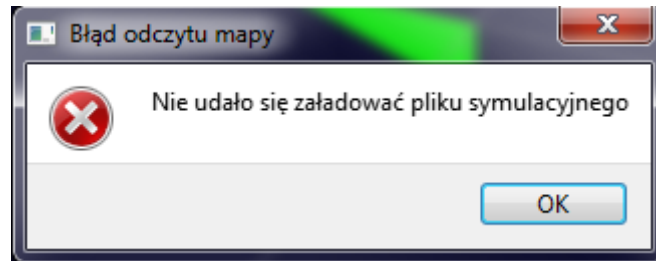 Błąd odczytu mapy
Nie udało się załadować pliku symulacyjnego
OK